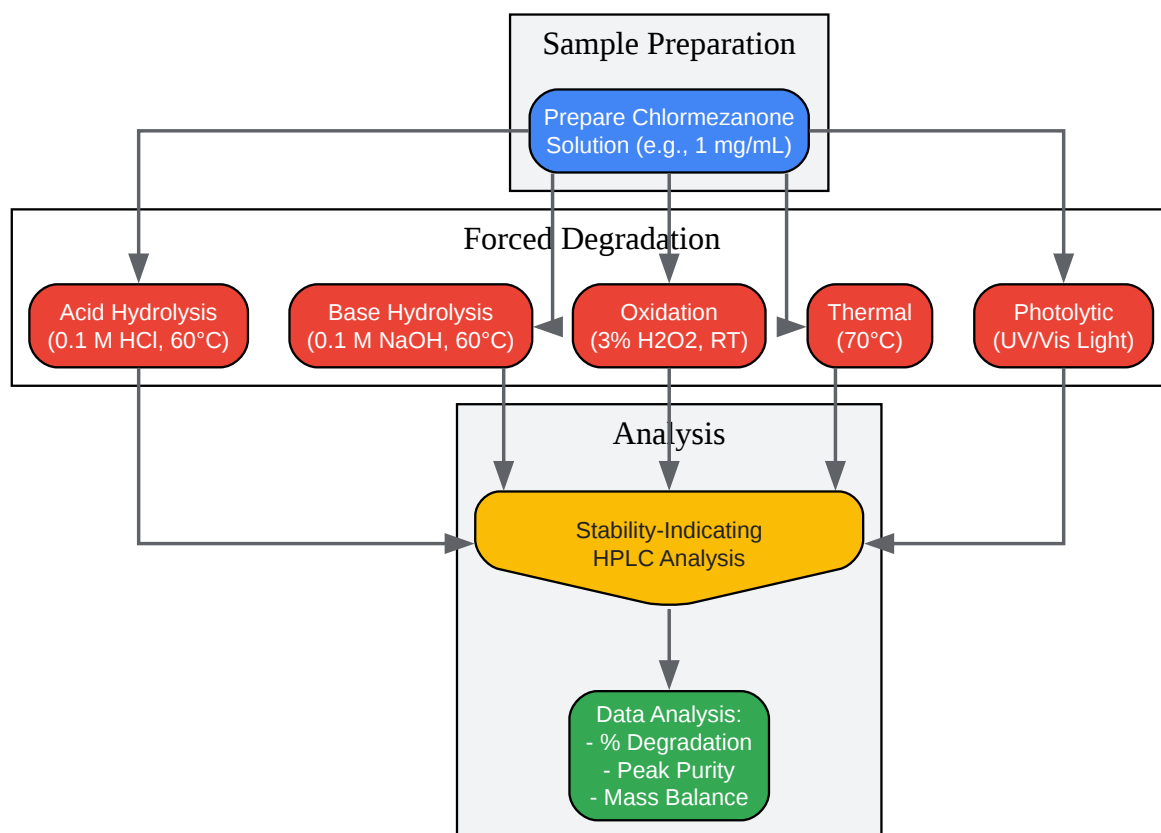 Sample Preparation
Prepare Chlormezanone
Solution (e.g., 1 mg/mL)
Forced Degradation
Acid Hydrolysis
(0.1 M HCl, 60°C)
Base Hydrolysis
(0.1 M NaOH, 60°C)
Oxidation
(3% H2O2, RT)
Thermal
(70°C)
Photolytic
(UV/Vis Light)
Analysis
Stability-Indicating
HPLC Analysis
Data Analysis:
- % Degradation
- Peak Purity
- Mass Balance